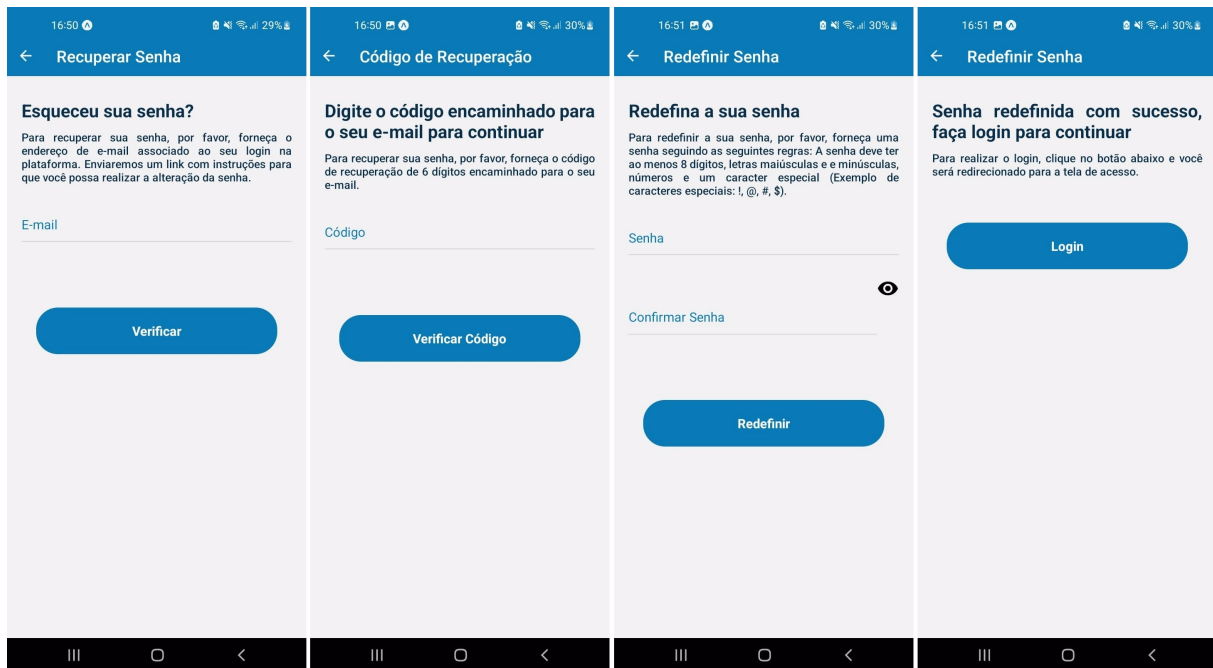 16:50
29%
Recuperar Senha
Esqueceu sua senha?
Para recuperar sua senha, por favor, forneça o
endereço de e-mail associado ao seu login na
plataforma. Enviaremos um link com instruções para
que você possa realizar a alteração da senha.
E-mail
Verificar
16:50
30%
Código de Recuperação
Digite o código encaminhado para
o seu e-mail para continuar
Para recuperar sua senha, por favor, forneça o código
de recuperação de 6 dígitos encaminhado para o seu
e-mail.
Código
Verificar Código
16:51
30%
Redefinir Senha
Redefina a sua senha
Para redefinir a sua senha, por favor, forneça uma
senha seguindo as seguintes regras: A senha deve ter
ao menos 8 dígitos, letras maiúsculas e e minúsculas,
números e um caracter especial (Exemplo de
caracteres especiais: !, @, #, $).
Senha
Confirmar Senha
Redefinir
16:51
30%
Redefinir Senha
Senha redefinida com sucesso,
faça login para continuar
Para realizar o login, clique no botão abaixo e você
será redirecionado para a tela de acesso.
Login